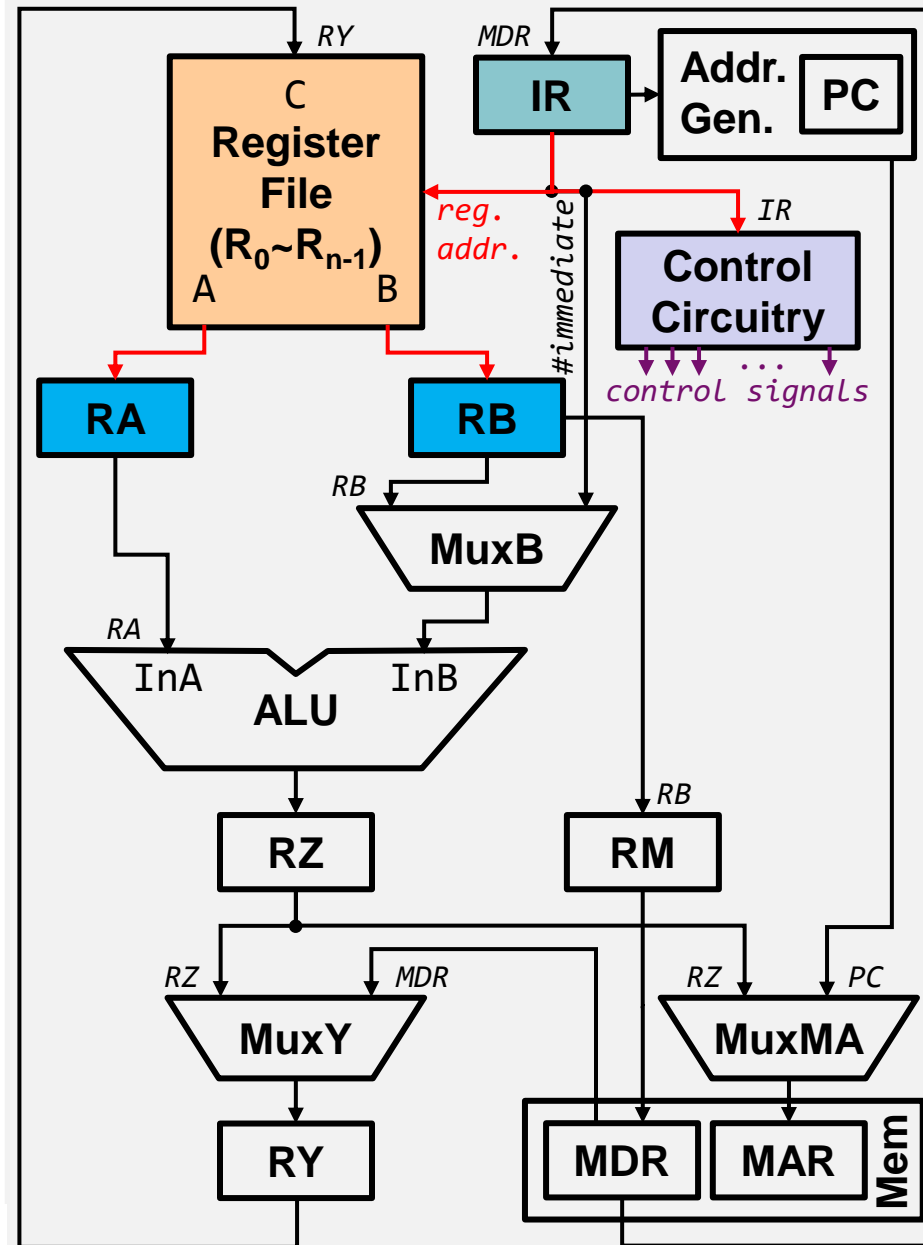 RY
MDR
C
Register
File
(R0~Rn-1)
A
B
IR
Addr.
Gen.
PC
reg.
addr.
#immediate
IR
Control
Circuitry
...
control signals
RA
RB
RB
MuxB
RA
InA
InB
ALU
RB
RZ
RM
RZ
MDR
RZ
PC
MuxY
MuxMA
RY
MDR
MAR
Mem